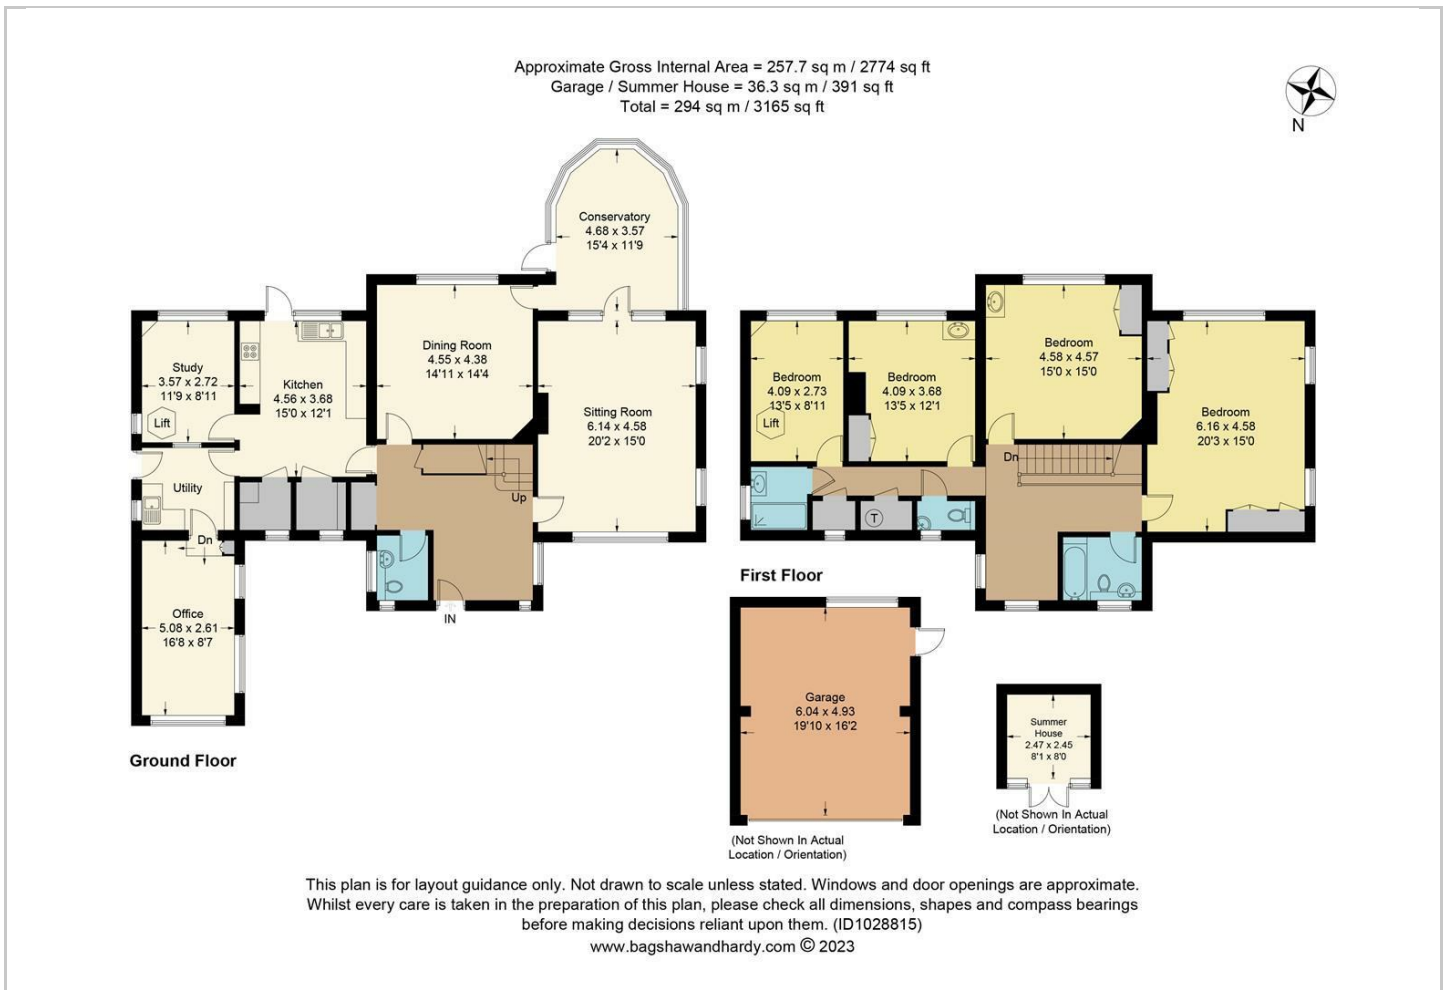 Approximate Gross Internal Area = 257.7 sq m / 2774 sq ft
Garage / Summer House = 36.3 sq m / 391 sq ft
Total = 294 sq m / 3165 sq ft
N
Conservatory
4.68 x 3.57
15'4 x 11'9
Study
3.57 x 2.72
11'9 x 8'11
Lift
Kitchen
4.56 x 3.68
15'0 x 12'1
Dining Room
4.55 x 4.38
14'11 x 14'4
Sitting Room
6.14 x 4.58
20'2 x 15'0
Utility
Dn
Up
Office
5.08 x 2.61
16'8 x 8'7
IN
Ground Floor
Bedroom
4.09 x 2.73
13'5 x 8'11
Lift
Bedroom
4.09 x 3.68
13'5 x 12'1
Bedroom
4.58 x 4.57
15'0 x 15'0
Bedroom
6.16 x 4.58
20'3 x 15'0
Dn
T
First Floor
Garage
6.04 x 4.93
19'10 x 16'2
(Not Shown In Actual
Location / Orientation)
Summer
House
2.47 x 2.45
8'1 x 8'0
(Not Shown In Actual
Location / Orientation)
This plan is for layout guidance only. Not drawn to scale unless stated. Windows and door openings are approximate.
Whilst every care is taken in the preparation of this plan, please check all dimensions, shapes and compass bearings
before making decisions reliant upon them. (ID1028815)
www.bagshawandhardy.com © 2023